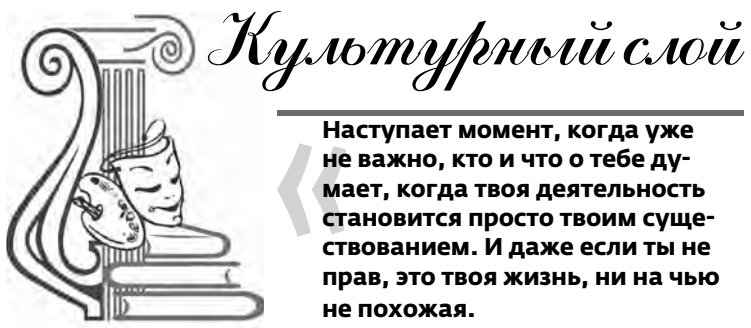 Культурный слой
«
Наступает момент, когда уже
не важно, кто и что о тебе ду-
мает, когда твоя деятельность
становится просто твоим суще-
ствованием. И даже если ты не
прав, это твоя жизнь, ни на чью
не похожая.